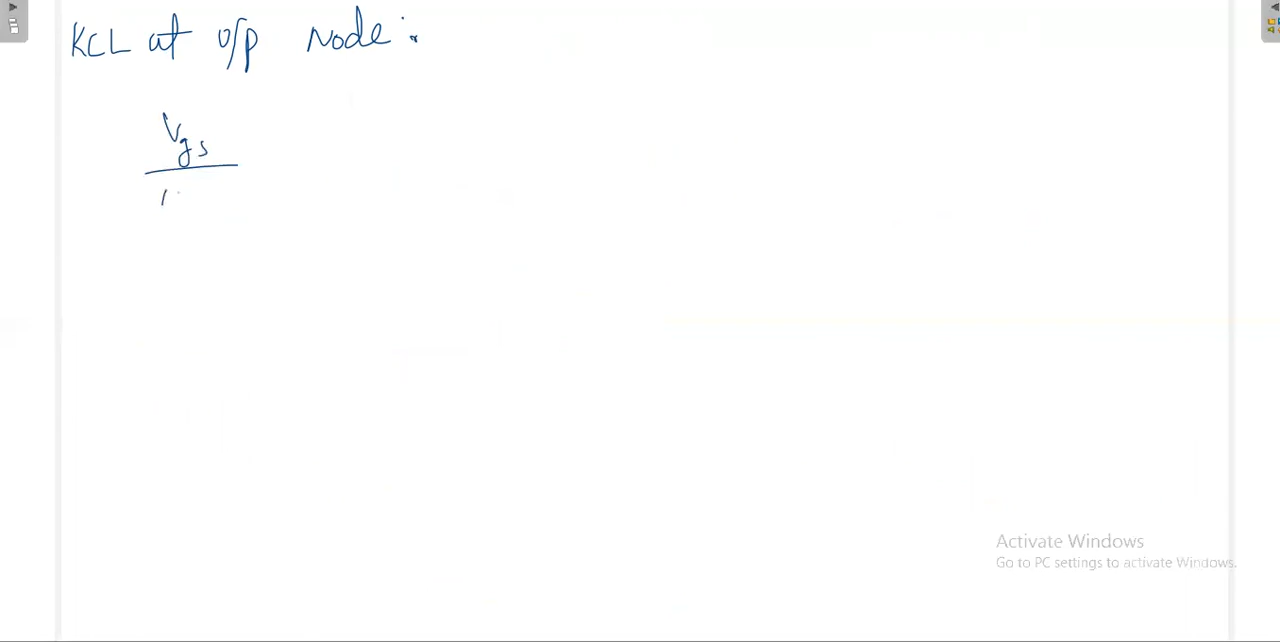 KCL at o/p Node :
Vgs
Activate Windows
Go to PC settings to activate Windows.